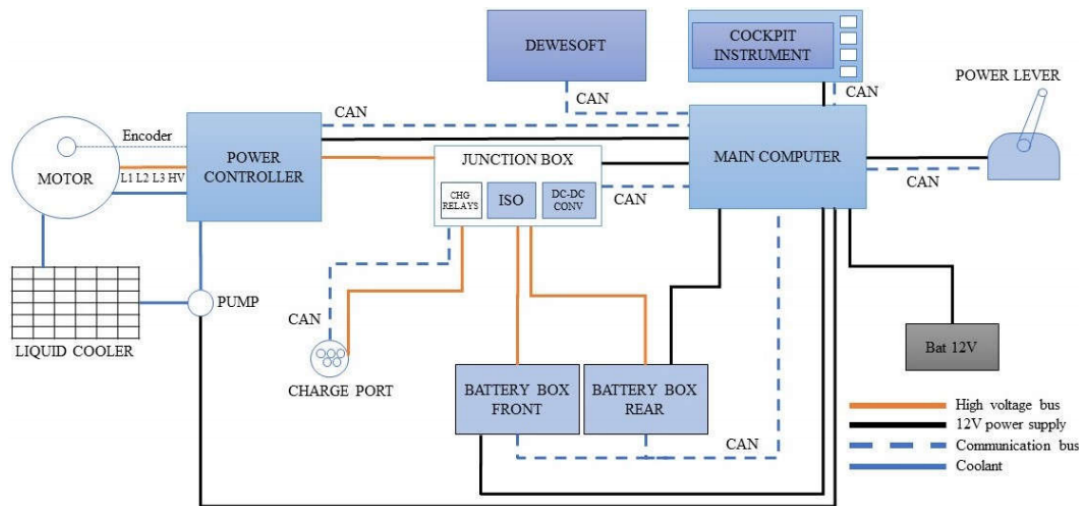 DEWESOFT
COCKPIT
INSTRUMENT
POWER LEVER
CAN
CAN
CAN
Encoder
MOTOR
L1 L2 L3 HV
POWER
CONTROLLER
JUNCTION BOX
CHG
RELAYS
ISO
DC-DC
CONV
MAIN COMPUTER
CAN
CAN
PUMP
LIQUID COOLER
CAN
CHARGE PORT
BATTERY BOX
FRONT
BATTERY BOX
REAR
CAN
Bat 12V
High voltage bus
12V power supply
Communication bus
Coolant